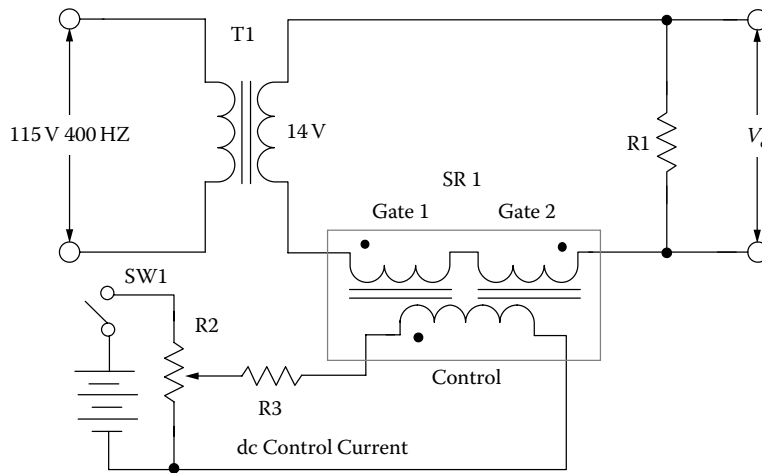 T1
115 V 400 HZ
14 V
R1
SR 1
Gate 1
Gate 2
SW1
R2
R3
Control
dc Control Current